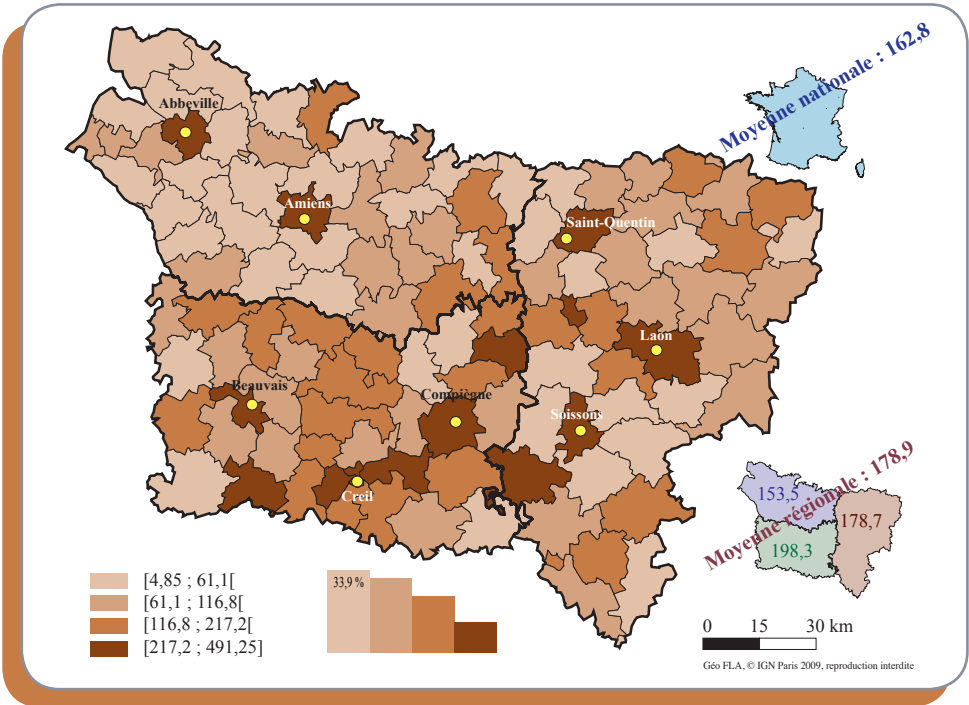 Moyenne nationale : 162,8
Abbeville
Amiens
Saint-Quentin
Laon
Beauvais
Compiègne
Soissons
Creil
Moyenne régionale : 178,9
153,5
178,7
198,3
[4,85 ; 61,1[
[61,1 ; 116,8[
[116,8 ; 217,2[
[217,2 ; 491,25]
33,9 %
0 15 30 km
Géo FLA, © IGN Paris 2009, reproduction interdite